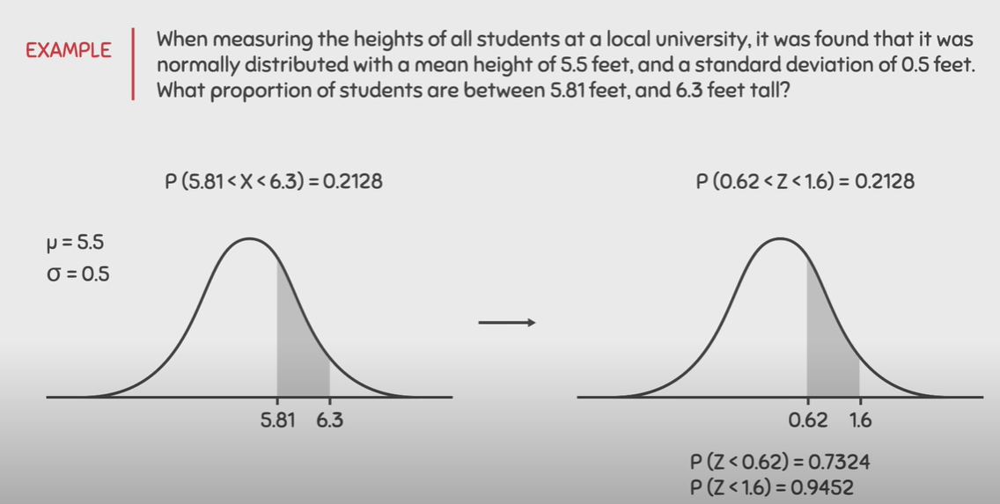 EXAMPLE
When measuring the heights of all students at a local university, it was found that it was
normally distributed with a mean height of 5.5 feet, and a standard deviation of 0.5 feet.
What proportion of students are between 5.81 feet, and 6.3 feet tall?
P (5.81 < X < 6.3) = 0.2128
P (0.62 < Z < 1.6) = 0.2128
μ = 5.5
σ = 0.5
5.81 6.3
0.62 1.6
P (Z < 0.62) = 0.7324
P (Z < 1.6) = 0.9452